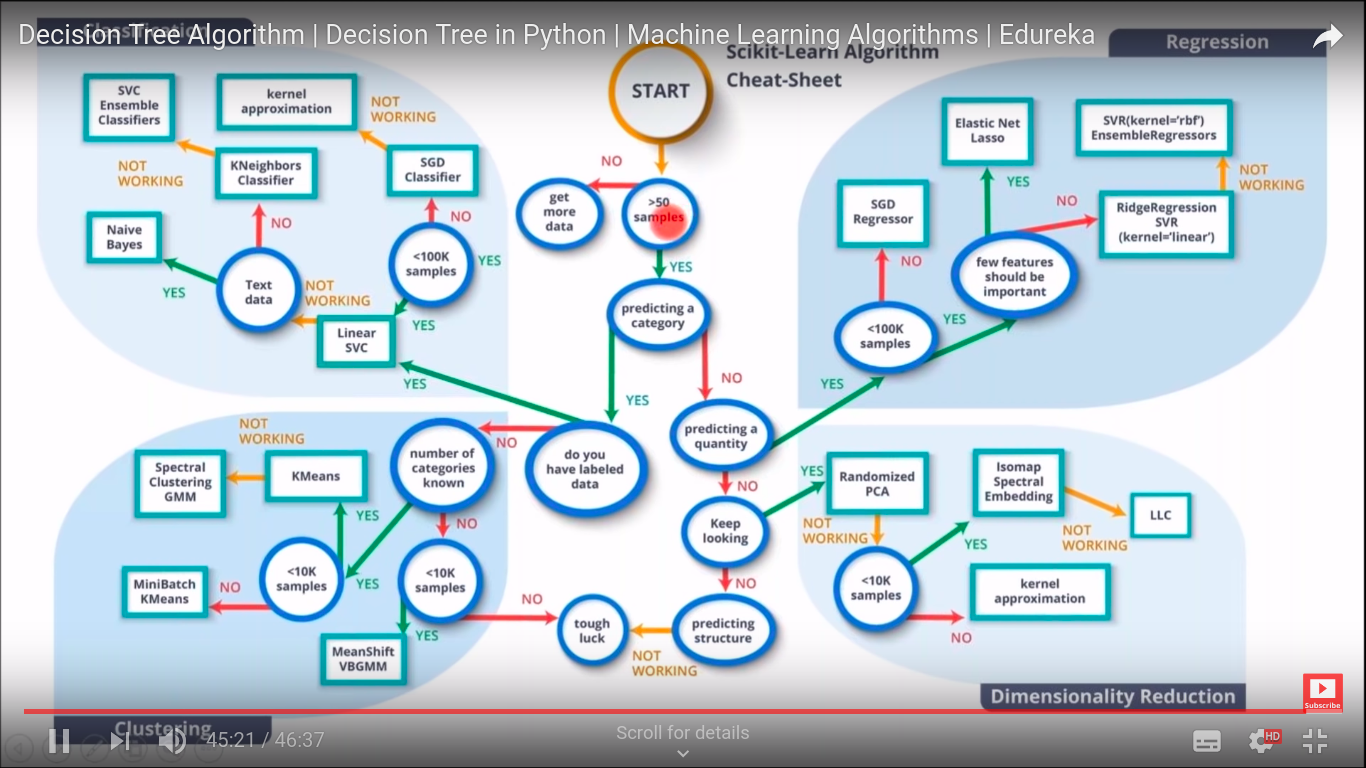 Decision Tree Algorithm | Decision Tree in Python | Machine Learning Algorithms | Edureka
Classification
Scikit-Learn Algorithm
Cheat-Sheet
Regression
START
SVC
Ensemble
Classifiers
kernel
approximation
NOT
WORKING
NOT
WORKING
KNeighbors
Classifier
SGD
Classifier
NO
NO
Naive
Bayes
YES
Text
data
<100K
samples
YES
NOT
WORKING
YES
Linear
SVC
YES
NO
get
more
data
>50
samples
YES
predicting a
category
YES
NO
do you
have labeled
data
NO
predicting a
quantity
NO
Keep
looking
NO
predicting
structure
NOT
WORKING
tough
luck
Elastic Net
Lasso
SVR(kernel='rbf')
EnsembleRegressors
NOT
WORKING
YES
NO
SGD
Regressor
NO
RidgeRegression
SVR
(kernel='linear')
few features
should be
important
<100K
samples
YES
YES
NOT
WORKING
Spectral
Clustering
GMM
KMeans
number of
categories
known
YES
NO
<10K
samples
YES
<10K
samples
MiniBatch
KMeans
NO
NO
YES
MeanShift
VBGMM
YES
Randomized
PCA
Isomap
Spectral
Embedding
LLC
NOT
WORKING
NOT
WORKING
YES
<10K
samples
kernel
approximation
NO
Dimensionality Reduction
Clustering
Subscribe
45:21 / 46:37
Scroll for details
HD